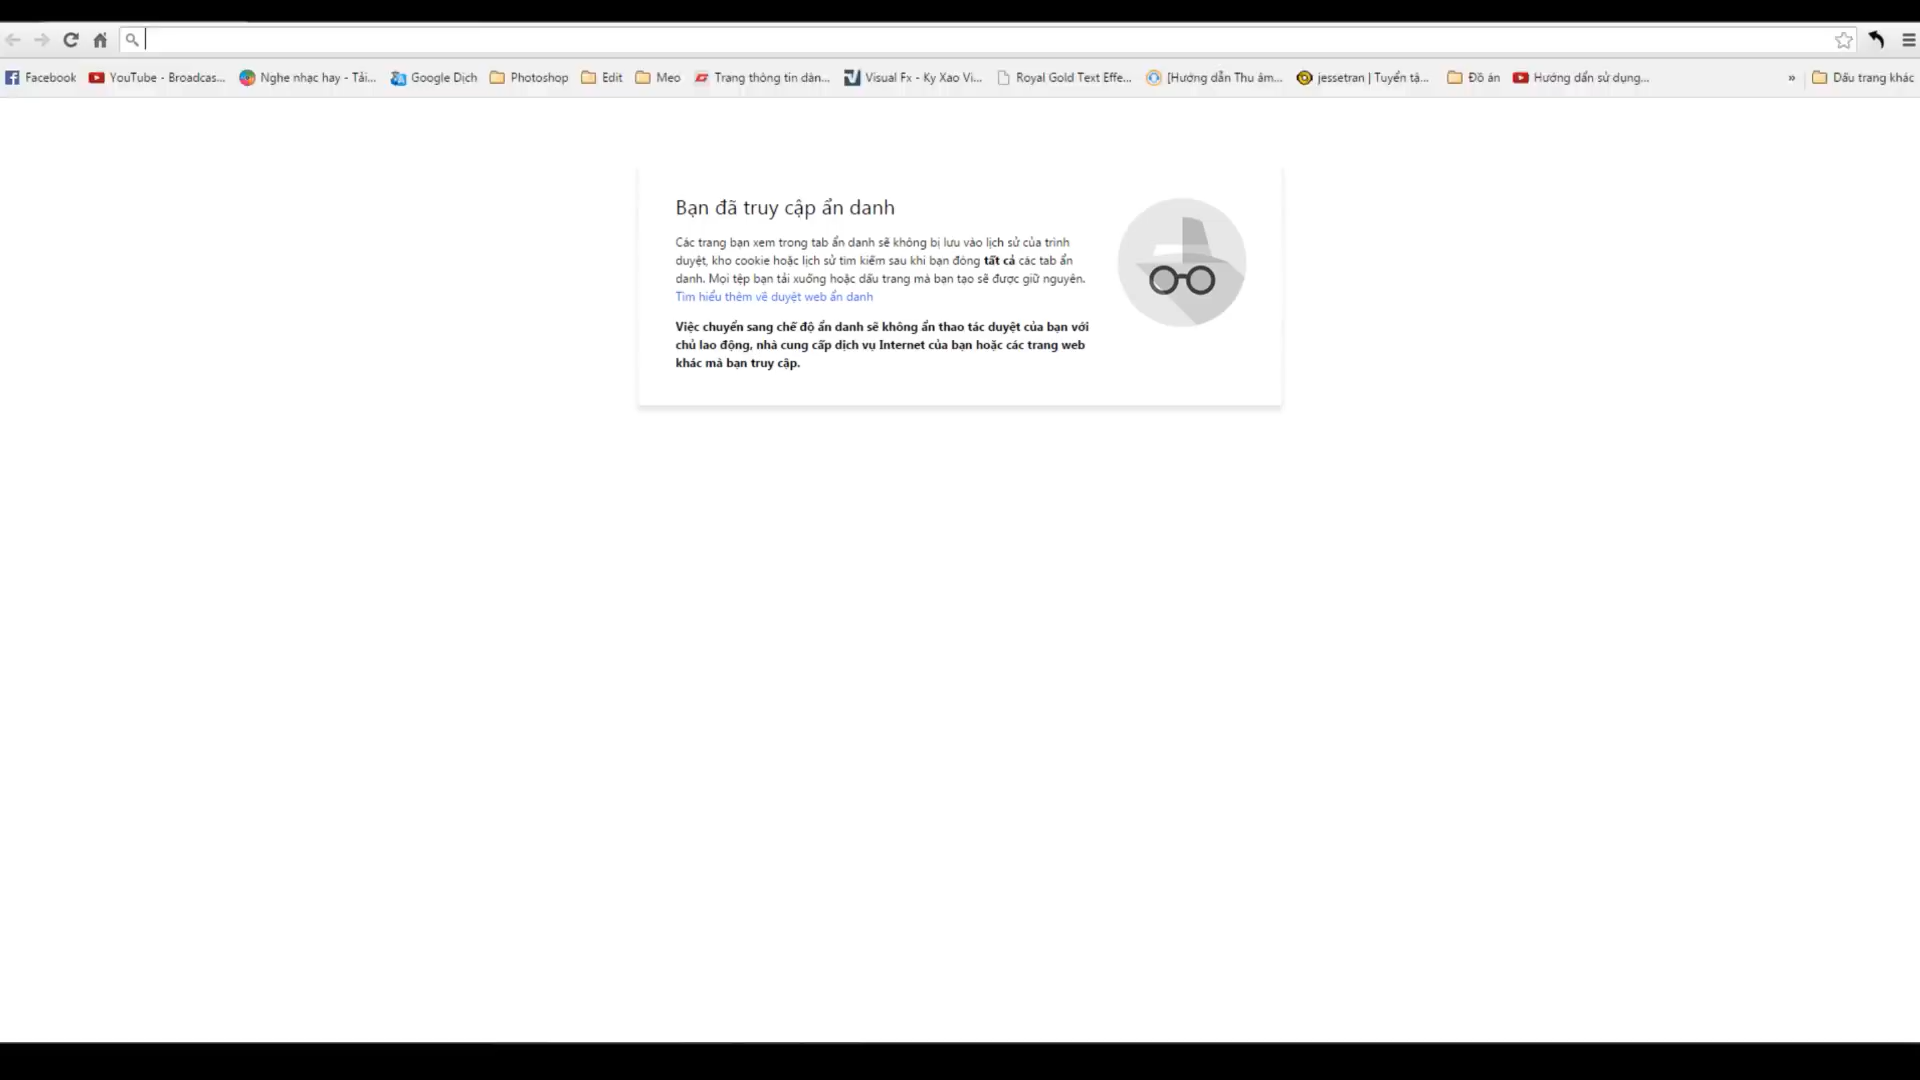 Facebook YouTube - Broadcas... Nghe nhạc hay - Tải... Google Dịch Photoshop Edit Meo Trang thông tin dàn... Visual Fx - Ky Xao Vi... Royal Gold Text Effe... [Hướng dẫn Thu âm... jessetran | Tuyển tậ... Đồ án Hướng dẫn sử dụng... » Dấu trang khác
Bạn đã truy cập ẩn danh
Các trang bạn xem trong tab ẩn danh sẽ không bị lưu vào lịch sử của trình
duyệt, kho cookie hoặc lịch sử tìm kiếm sau khi bạn đóng tất cả các tab ẩn
danh. Mọi tệp bạn tải xuống hoặc dấu trang mà bạn tạo sẽ được giữ nguyên.
Tìm hiểu thêm về duyệt web ẩn danh
Việc chuyển sang chế độ ẩn danh sẽ không ẩn thao tác duyệt của bạn với
chủ lao động, nhà cung cấp dịch vụ Internet của bạn hoặc các trang web
khác mà bạn truy cập.